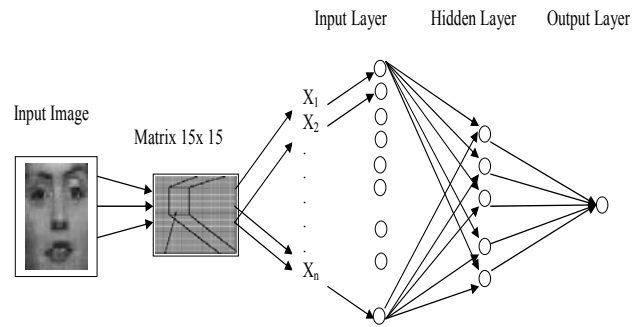 Input Layer
Hidden Layer
Output Layer
Input Image
Matrix 15x 15
X1
X2
.
.
.
.
.
Xn